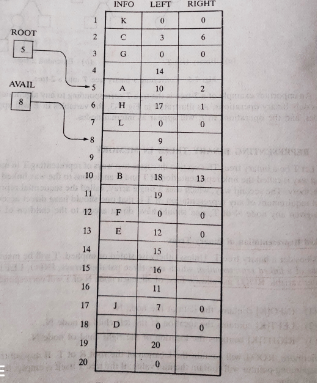 INFO LEFT RIGHT
1 K 0 0
ROOT
2 C 3 6
5
3 G 0 0
4 14
AVAIL
5 A 10 2
8
6 H 17 1
7 L 0 0
8 9
9 4
10 B 18 13
11 19
12 F 0 0
13 E 12 0
14 15
15 16
16 11
17 J 7 0
18 D 0 0
19 20
20 0